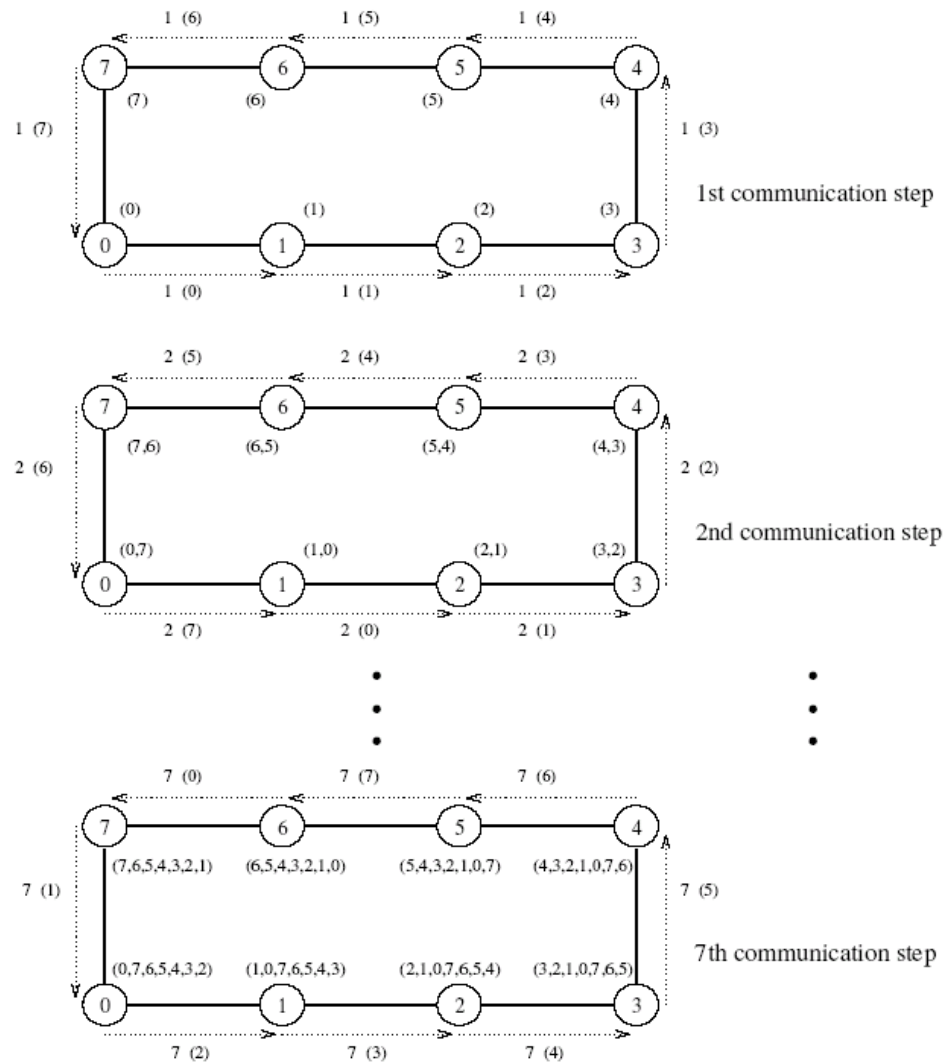 1 (6) 1 (5) 1 (4)
7 6 5 4
(7) (6) (5) (4)
1 (7) 1 (3)
1st communication step
(0) (1) (2) (3)
0 1 2 3
1 (0) 1 (1) 1 (2)
2 (5) 2 (4) 2 (3)
7 6 5 4
(7,6) (6,5) (5,4) (4,3)
2 (6) 2 (2)
2nd communication step
(0,7) (1,0) (2,1) (3,2)
0 1 2 3
2 (7) 2 (0) 2 (1)
7 (0) 7 (7) 7 (6)
7 6 5 4
(7,6,5,4,3,2,1) (6,5,4,3,2,1,0) (5,4,3,2,1,0,7) (4,3,2,1,0,7,6)
7 (1) 7 (5)
7th communication step
(0,7,6,5,4,3,2) (1,0,7,6,5,4,3) (2,1,0,7,6,5,4) (3,2,1,0,7,6,5)
0 1 2 3
7 (2) 7 (3) 7 (4)